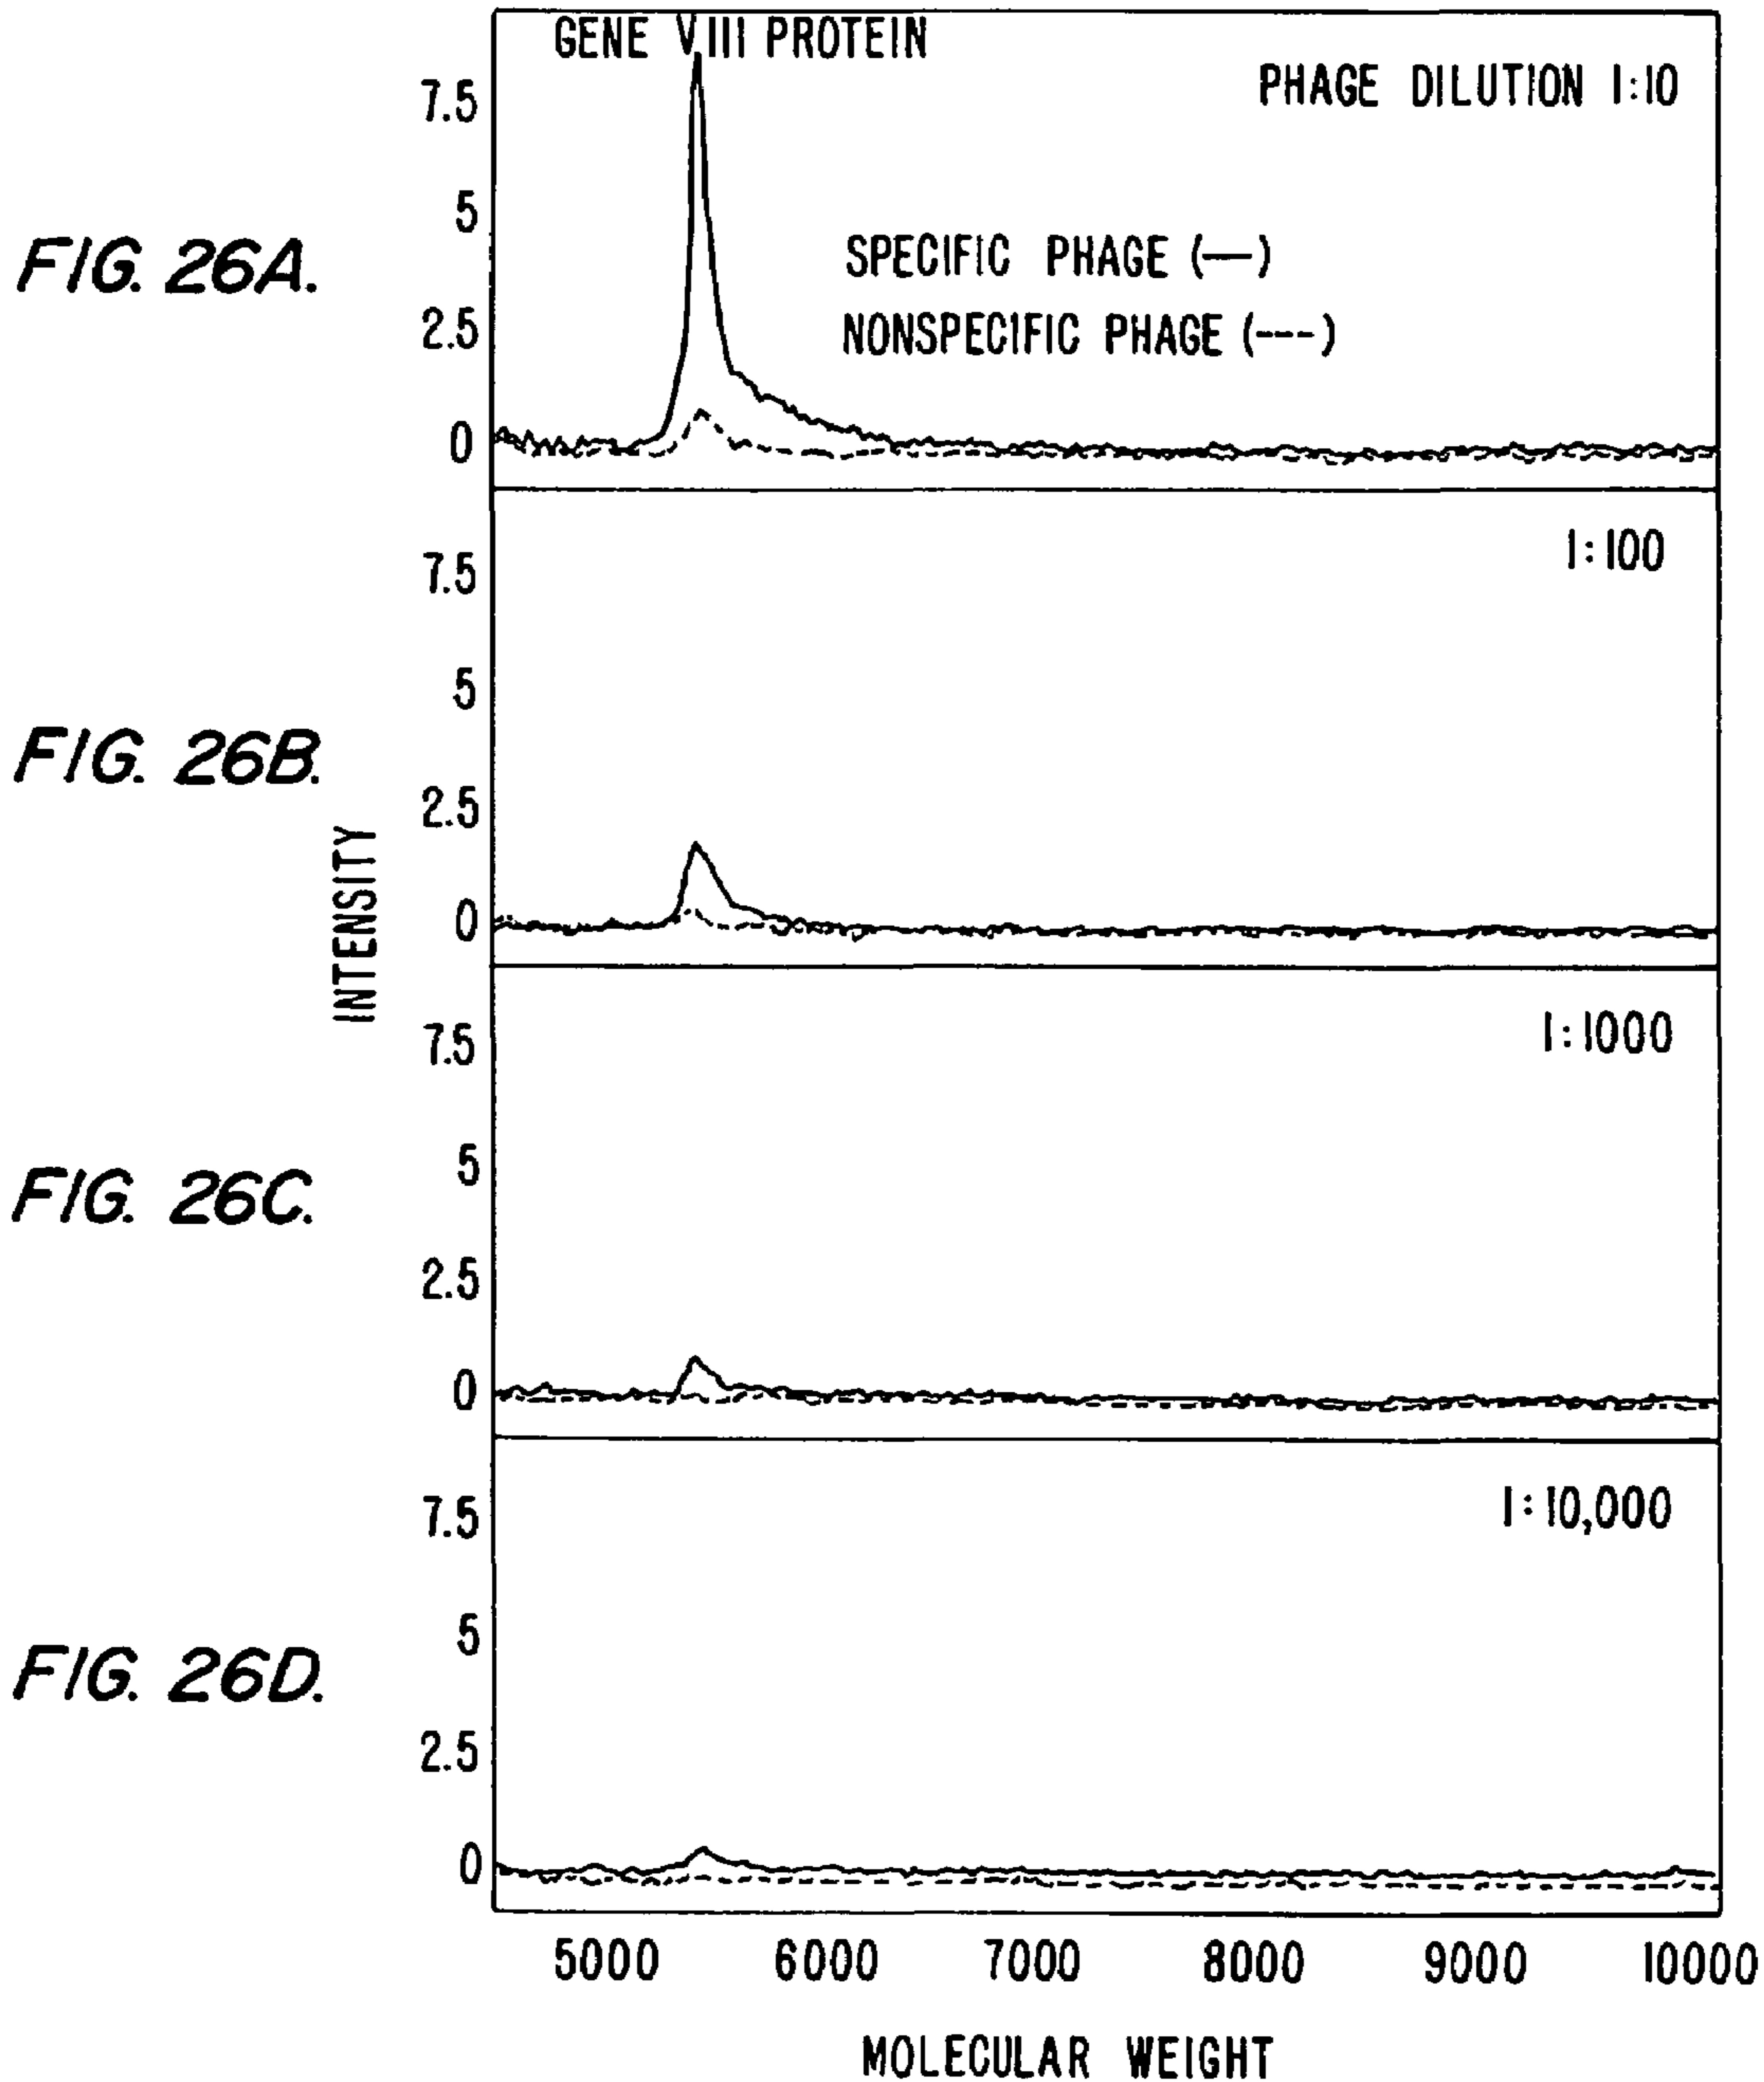 GENE VIII PROTEIN
PHAGE DILUTION 1:10
7.5
5
FIG. 26A.
SPECIFIC PHAGE (—)
2.5
NONSPECIFIC PHAGE (---)
0
1:100
7.5
5
FIG. 26B.
2.5
INTENSITY
0
1:1000
7.5
5
FIG. 26C.
2.5
0
1:10,000
7.5
5
FIG. 26D.
2.5
0
5000 6000 7000 8000 9000 10000
MOLECULAR WEIGHT